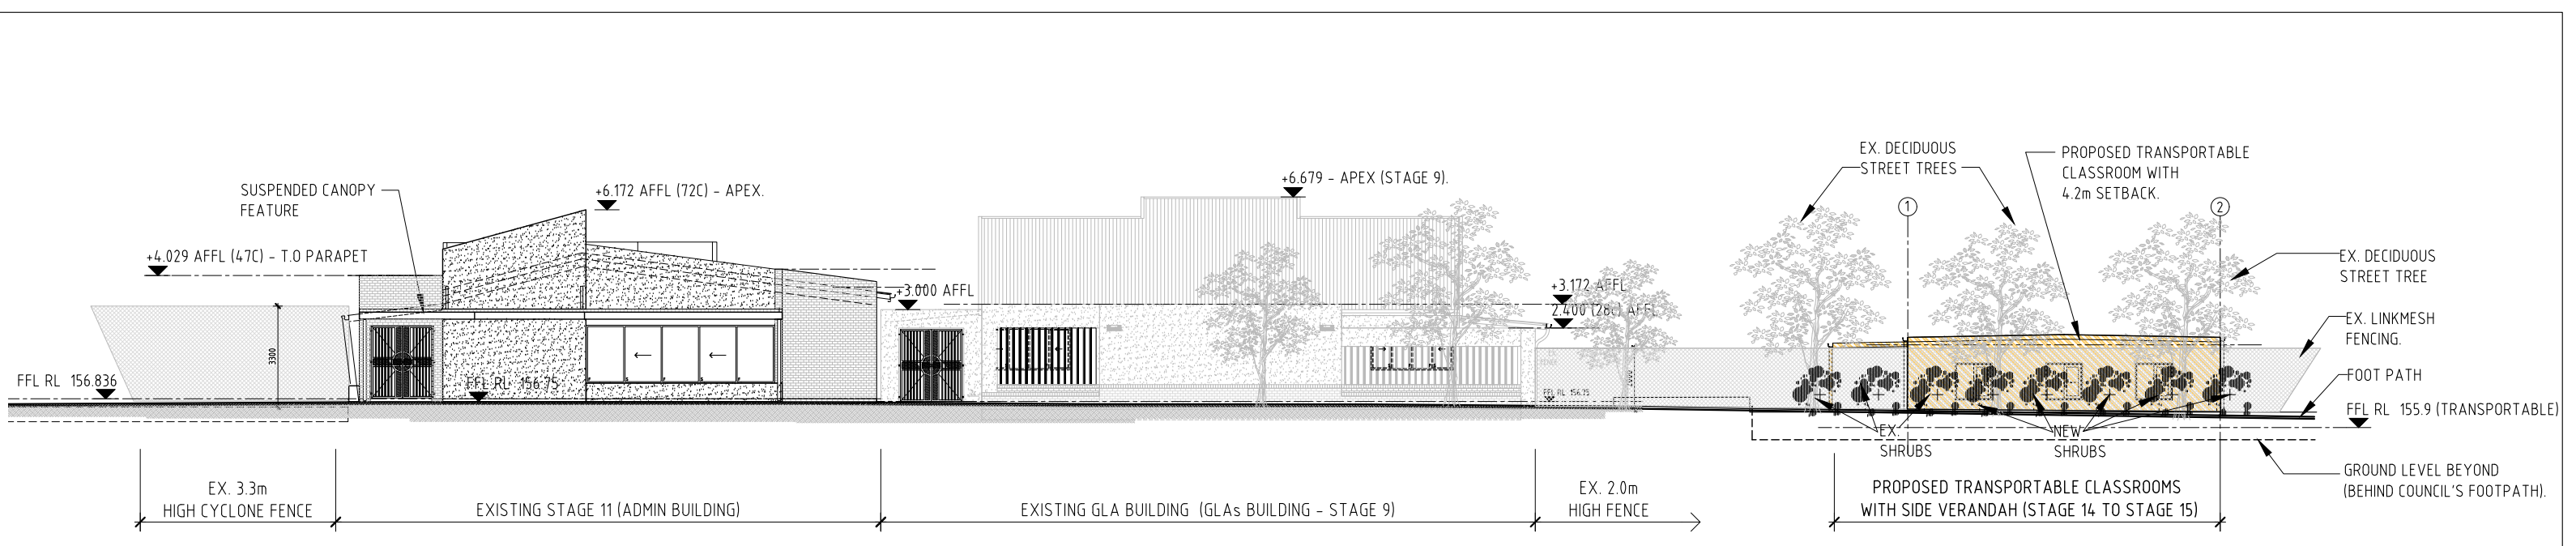 SUSPENDED CANOPY
FEATURE
+4.029 AFFL (47C) - T.O PARAPET
+6.172 AFFL (72C) - APEX.
+6.679 - APEX (STAGE 9).
+3.000 AFFL
+3.172 AFFL
2.400 (28c) AFFL
EX. DECIDUOUS
STREET TREES
PROPOSED TRANSPORTABLE
CLASSROOM WITH
4.2m SETBACK.
1
2
EX. DECIDUOUS
STREET TREE
EX. LINKMESH
FENCING.
FOOT PATH
FFL RL 155.9 (TRANSPORTABLE)
3300
FFL RL 156.836
FFL RL 156.75
FFL RL 156.75
EX.
SHRUBS
NEW
SHRUBS
GROUND LEVEL BEYOND
(BEHIND COUNCIL'S FOOTPATH).
EX. 3.3m
HIGH CYCLONE FENCE
EXISTING STAGE 11 (ADMIN BUILDING)
EXISTING GLA BUILDING (GLAs BUILDING - STAGE 9)
EX. 2.0m
HIGH FENCE
PROPOSED TRANSPORTABLE CLASSROOMS
WITH SIDE VERANDAH (STAGE 14 TO STAGE 15)